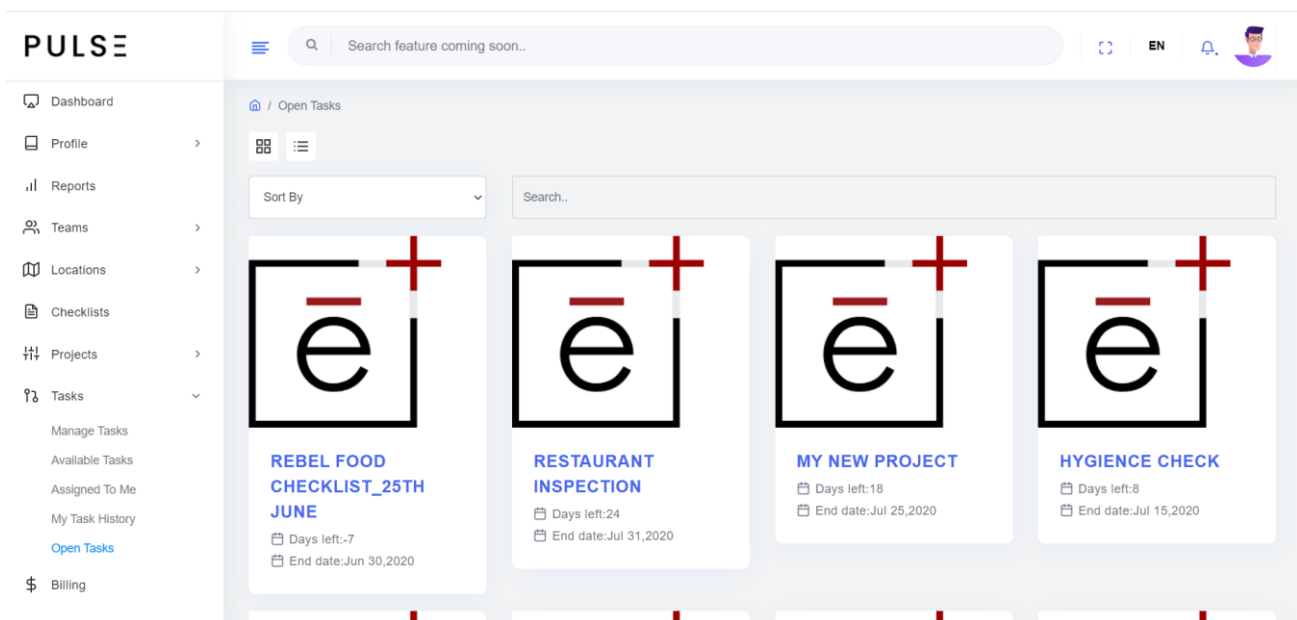 PULSE
Search feature coming soon..
EN
Dashboard
Profile
Reports
Teams
Locations
Checklists
Projects
Tasks
Manage Tasks
Available Tasks
Assigned To Me
My Task History
Open Tasks
Billing
/ Open Tasks
Sort By
Search..
ē
REBEL FOOD
CHECKLIST_25TH
JUNE
Days left:-7
End date:Jun 30,2020
ē
RESTAURANT
INSPECTION
Days left:24
End date:Jul 31,2020
ē
MY NEW PROJECT
Days left:18
End date:Jul 25,2020
ē
HYGIENCE CHECK
Days left:8
End date:Jul 15,2020